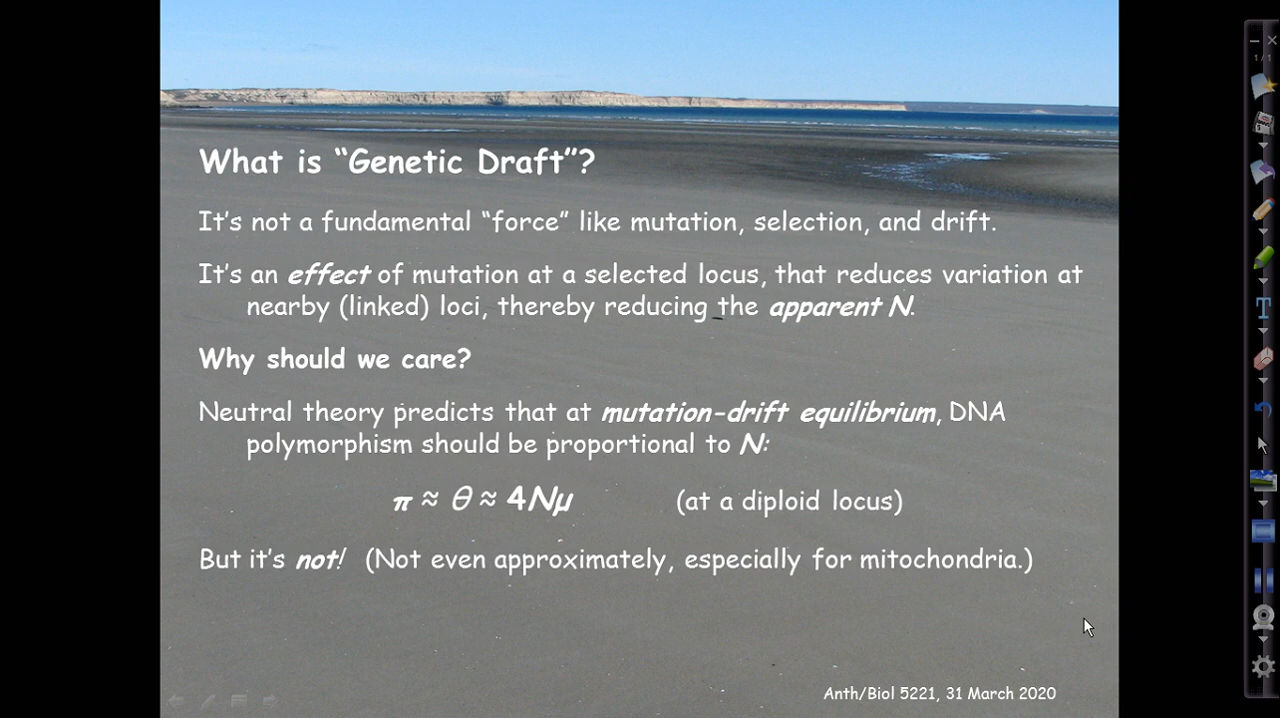 What is “Genetic Draft”?
It’s not a fundamental “force” like mutation, selection, and drift.
It’s an effect of mutation at a selected locus, that reduces variation at
nearby (linked) loci, thereby reducing the apparent N.
Why should we care?
Neutral theory predicts that at mutation-drift equilibrium, DNA
polymorphism should be proportional to N:
π ≈ θ ≈ 4Nμ (at a diploid locus)
But it’s not! (Not even approximately, especially for mitochondria.)
Anth/Biol 5221, 31 March 2020
1/1